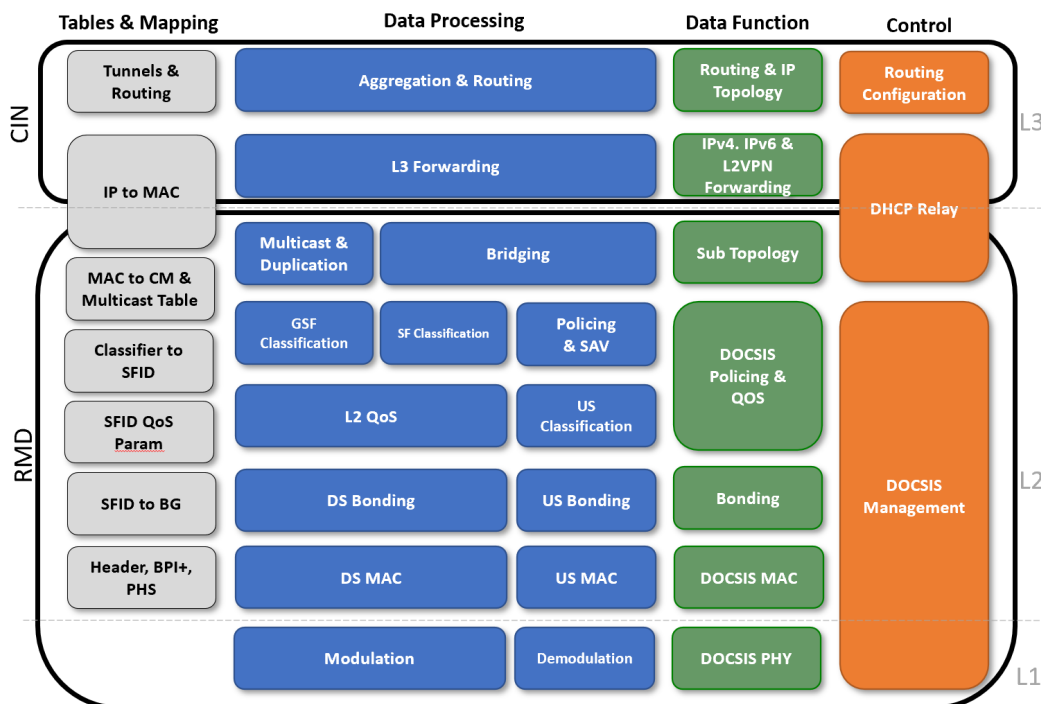 Tables & Mapping
Data Processing
Data Function
Control
CIN
Tunnels &
Routing
Aggregation & Routing
Routing & IP
Topology
Routing
Configuration
L3
IP to MAC
L3 Forwarding
IPv4. IPv6 &
L2VPN
Forwarding
DHCP Relay
RMD
Multicast &
Duplication
Bridging
Sub Topology
MAC to CM &
Multicast Table
GSF
Classification
SF Classification
Policing
& SAV
DOCSIS
Policing &
QOS
DOCSIS
Management
Classifier to
SFID
SFID QoS
Param
L2 QoS
US
Classification
L2
SFID to BG
DS Bonding
US Bonding
Bonding
Header, BPI+,
PHS
DS MAC
US MAC
DOCSIS MAC
Modulation
Demodulation
DOCSIS PHY
L1